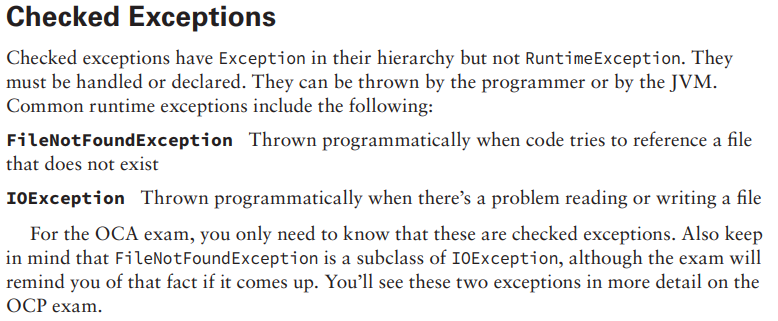 Checked Exceptions
Checked exceptions have Exception in their hierarchy but not RuntimeException. They
must be handled or declared. They can be thrown by the programmer or by the JVM.
Common runtime exceptions include the following:
FileNotFoundException Thrown programmatically when code tries to reference a file
that does not exist
IOException Thrown programmatically when there's a problem reading or writing a file
For the OCA exam, you only need to know that these are checked exceptions. Also keep
in mind that FileNotFoundException is a subclass of IOException, although the exam will
remind you of that fact if it comes up. You'll see these two exceptions in more detail on the
OCP exam.